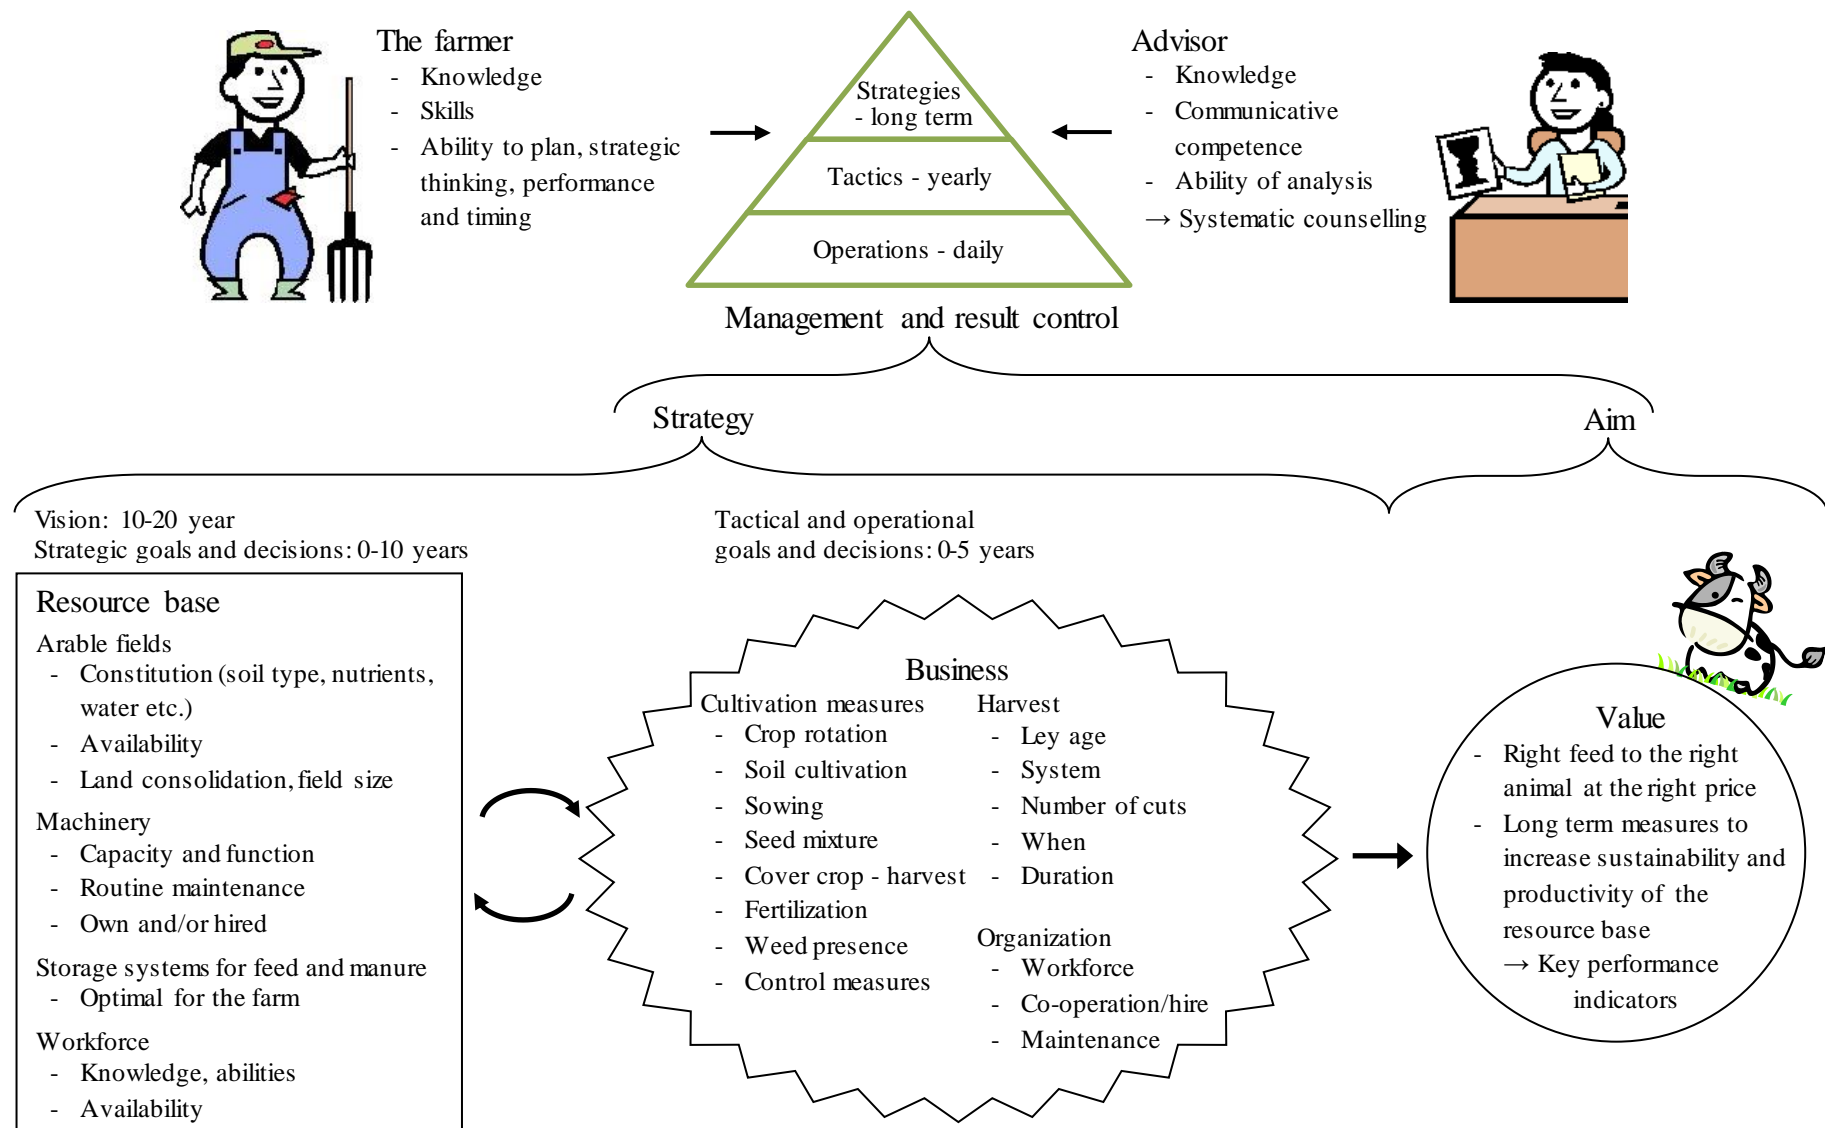 The farmer
- Knowledge
- Skills
- Ability to plan, strategic
thinking, performance
and timing
Strategies
- long term
Tactics - yearly
Operations - daily
Advisor
- Knowledge
- Communicative
competence
- Ability of analysis
→ Systematic counselling
Management and result control
Strategy
Aim
Vision: 10-20 year
Strategic goals and decisions: 0-10 years
Tactical and operational
goals and decisions: 0-5 years
Resource base
Arable fields
- Constitution (soil type, nutrients,
water etc.)
- Availability
- Land consolidation, field size
Machinery
- Capacity and function
- Routine maintenance
- Own and/or hired
Storage systems for feed and manure
- Optimal for the farm
Workforce
- Knowledge, abilities
- Availability
Business
Cultivation measures
- Crop rotation
- Soil cultivation
- Sowing
- Seed mixture
- Cover crop - harvest
- Fertilization
- Weed presence
- Control measures
Harvest
- Ley age
- System
- Number of cuts
- When
- Duration
Organization
- Workforce
- Co-operation/hire
- Maintenance
Value
- Right feed to the right
animal at the right price
- Long term measures to
increase sustainability and
productivity of the
resource base
→ Key performance
indicators